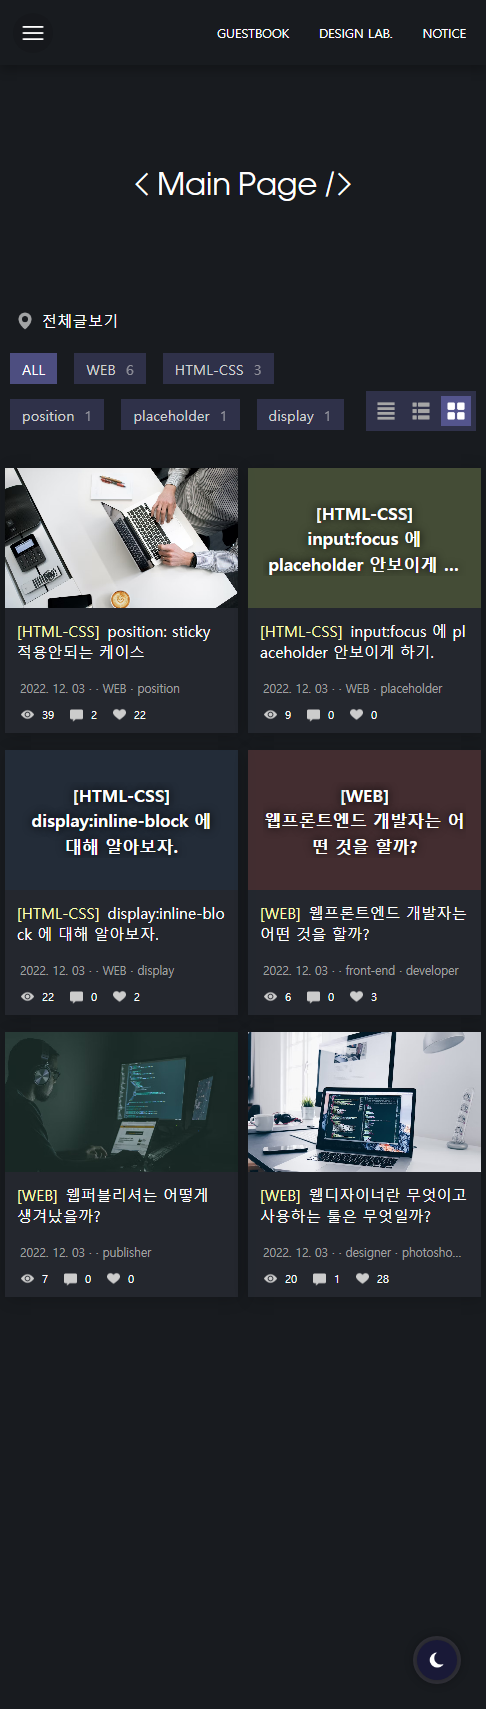 GUESTBOOK DESIGN LAB. NOTICE
< Main Page />
전체글보기
ALL WEB 6 HTML-CSS 3
position 1 placeholder 1 display 1
[HTML-CSS]
input:focus 에
placeholder 안보이게 ...
[HTML-CSS] position: sticky
적용안되는 케이스
2022. 12. 03 · · WEB · position
39 2 22
[HTML-CSS] input:focus 에 pl
aceholder 안보이게 하기.
2022. 12. 03 · · WEB · placeholder
9 0 0
[HTML-CSS]
display:inline-block 에
대해 알아보자.
[HTML-CSS] display:inline-blo
ck 에 대해 알아보자.
2022. 12. 03 · · WEB · display
22 0 2
[WEB]
웹프론트엔드 개발자는 어
떤 것을 할까?
[WEB] 웹프론트엔드 개발자는
어떤 것을 할까?
2022. 12. 03 · · front-end · developer
6 0 3
[WEB] 웹퍼블리셔는 어떻게
생겨났을까?
2022. 12. 03 · · publisher
7 0 0
[WEB] 웹디자이너란 무엇이고
사용하는 툴은 무엇일까?
2022. 12. 03 · · designer · photosho...
20 1 28